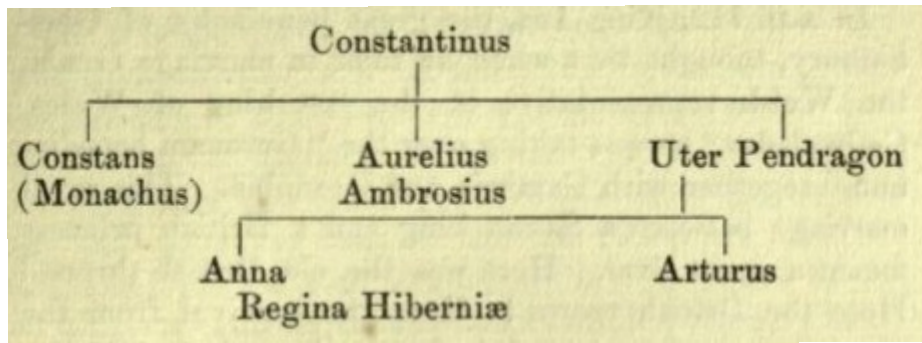 Constantinus
Constans Aurelius Uter Pendragon
(Monachus) Ambrosius
Anna Arturus
Regina Hiberniæ